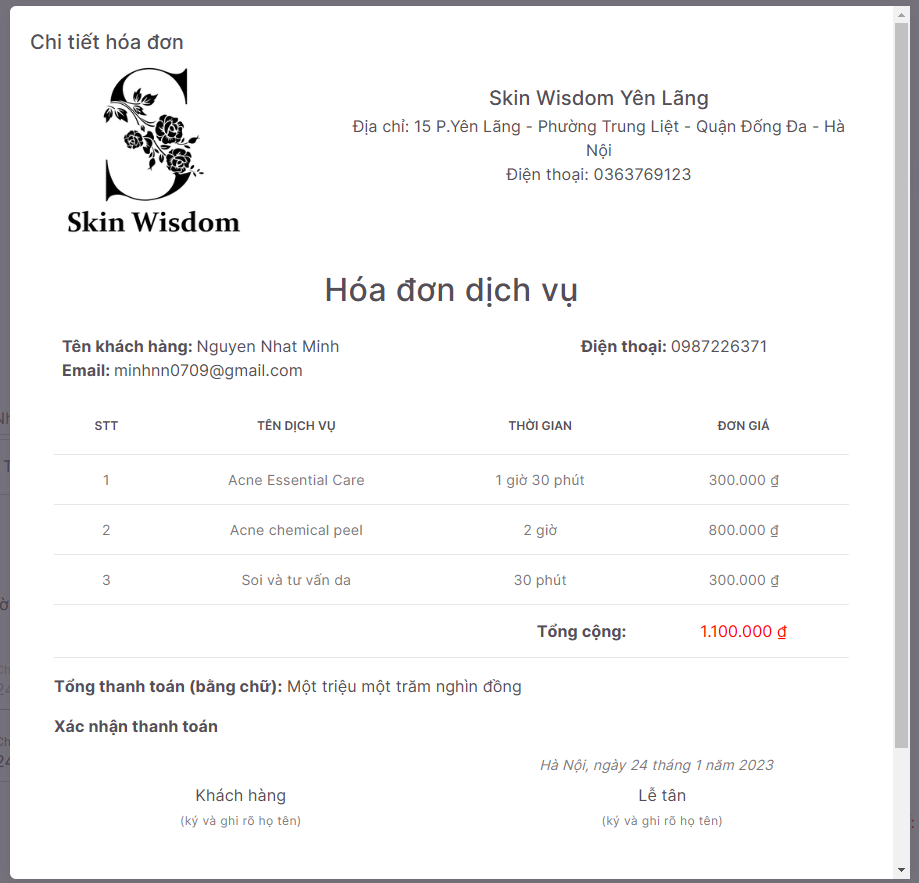 Chi tiết hóa đơn
Skin Wisdom
Skin Wisdom Yên Lãng
Địa chỉ: 15 P.Yên Lãng - Phường Trung Liệt - Quận Đống Đa - Hà
Nội
Điện thoại: 0363769123
Hóa đơn dịch vụ
Tên khách hàng: Nguyen Nhat Minh Điện thoại: 0987226371
Email: minhnn0709@gmail.com
STT TÊN DỊCH VỤ THỜI GIAN ĐƠN GIÁ
1 Acne Essential Care 1 giờ 30 phút 300.000 ₫
2 Acne chemical peel 2 giờ 800.000 ₫
3 Soi và tư vấn da 30 phút 300.000 ₫
Tổng cộng: 1.100.000 ₫
Tổng thanh toán (bằng chữ): Một triệu một trăm nghìn đồng
Xác nhận thanh toán
Hà Nội, ngày 24 tháng 1 năm 2023
Khách hàng Lễ tân
(ký và ghi rõ họ tên) (ký và ghi rõ họ tên)